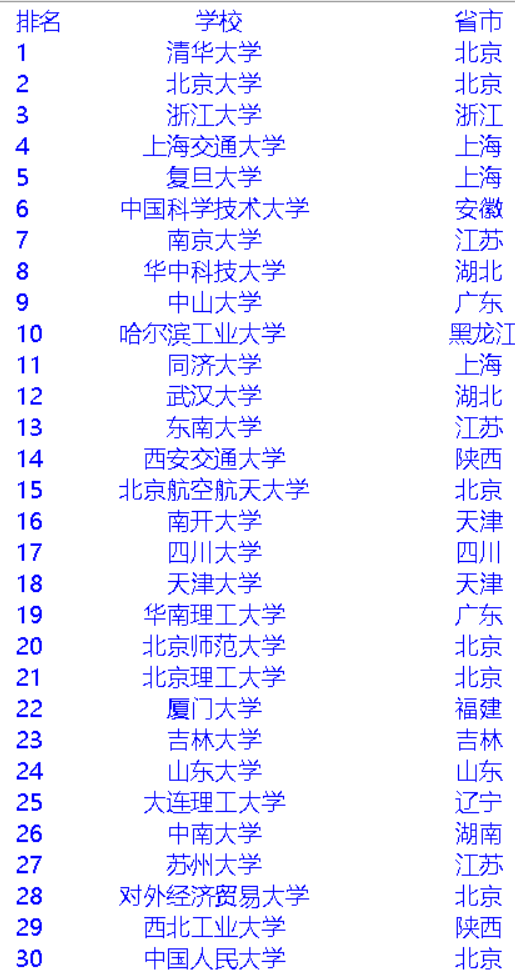 排名 学校 省市
1 清华大学 北京
2 北京大学 北京
3 浙江大学 浙江
4 上海交通大学 上海
5 复旦大学 上海
6 中国科学技术大学 安徽
7 南京大学 江苏
8 华中科技大学 湖北
9 中山大学 广东
10 哈尔滨工业大学 黑龙江
11 同济大学 上海
12 武汉大学 湖北
13 东南大学 江苏
14 西安交通大学 陕西
15 北京航空航天大学 北京
16 南开大学 天津
17 四川大学 四川
18 天津大学 天津
19 华南理工大学 广东
20 北京师范大学 北京
21 北京理工大学 北京
22 厦门大学 福建
23 吉林大学 吉林
24 山东大学 山东
25 大连理工大学 辽宁
26 中南大学 湖南
27 苏州大学 江苏
28 对外经济贸易大学 北京
29 西北工业大学 陕西
30 中国人民大学 北京